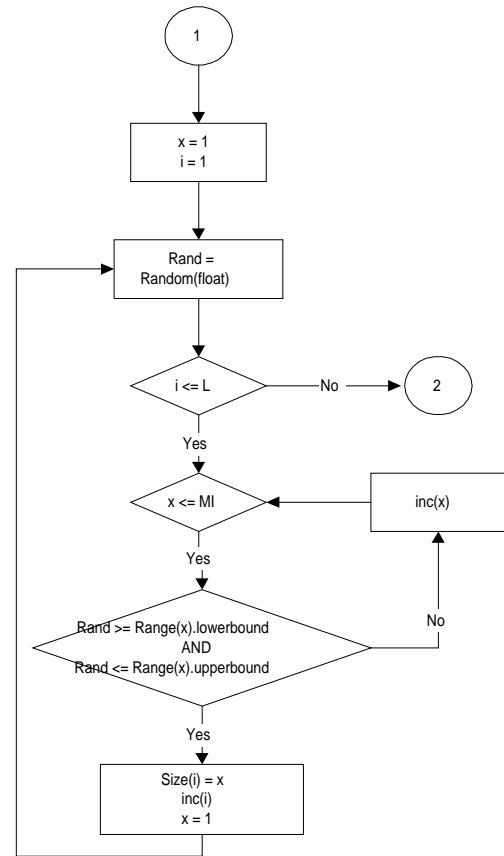 1
x = 1
i = 1
Rand =
Random(float)
i <= L
No
2
Yes
x <= MI
inc(x)
Yes
No
Rand >= Range(x).lowerbound
AND
Rand <= Range(x).upperbound
Yes
Size(i) = x
inc(i)
x = 1